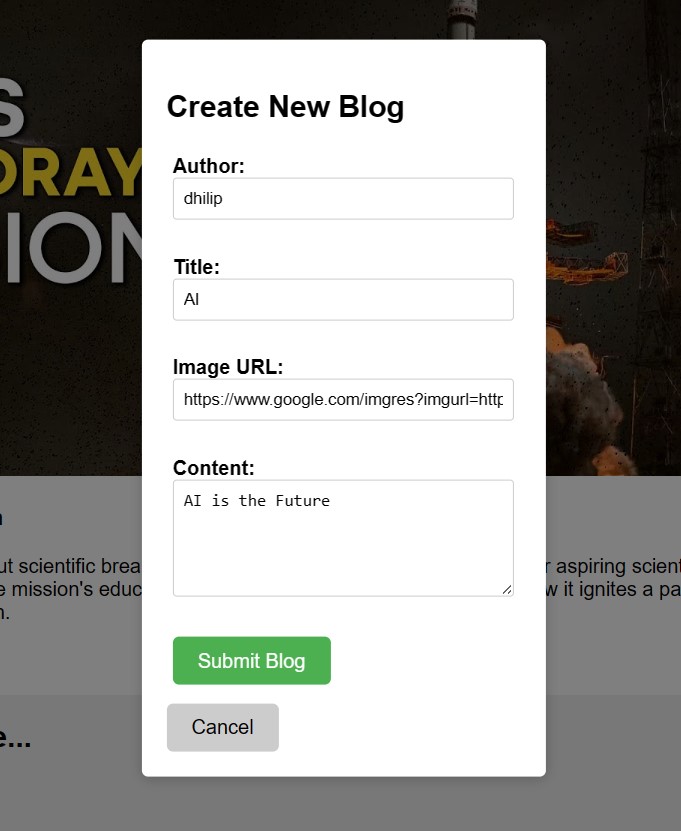 S
ORAY
ION
Create New Blog
Author:
dhilip
Title:
AI
Image URL:
https://www.google.com/imgres?imgurl=http
Content:
AI is the Future
ut scientific brea
r aspiring scient
e mission's educ
w it ignites a pa
n.
Submit Blog
Cancel
e...